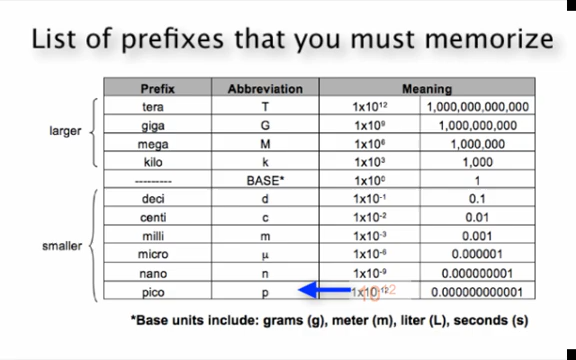 List of prefixes that you must memorize
Prefix Abbreviation Meaning
larger
tera T 1x10¹² 1,000,000,000,000
giga G 1x10⁹ 1,000,000,000
mega M 1x10⁶ 1,000,000
kilo k 1x10³ 1,000
--------- BASE* 1x10⁰ 1
smaller
deci d 1x10⁻¹ 0.1
centi c 1x10⁻² 0.01
milli m 1x10⁻³ 0.001
micro μ 1x10⁻⁶ 0.000001
nano n 1x10⁻⁹ 0.000000001
pico p 1x10⁻¹² 0.000000000001
*Base units include: grams (g), meter (m), liter (L), seconds (s)